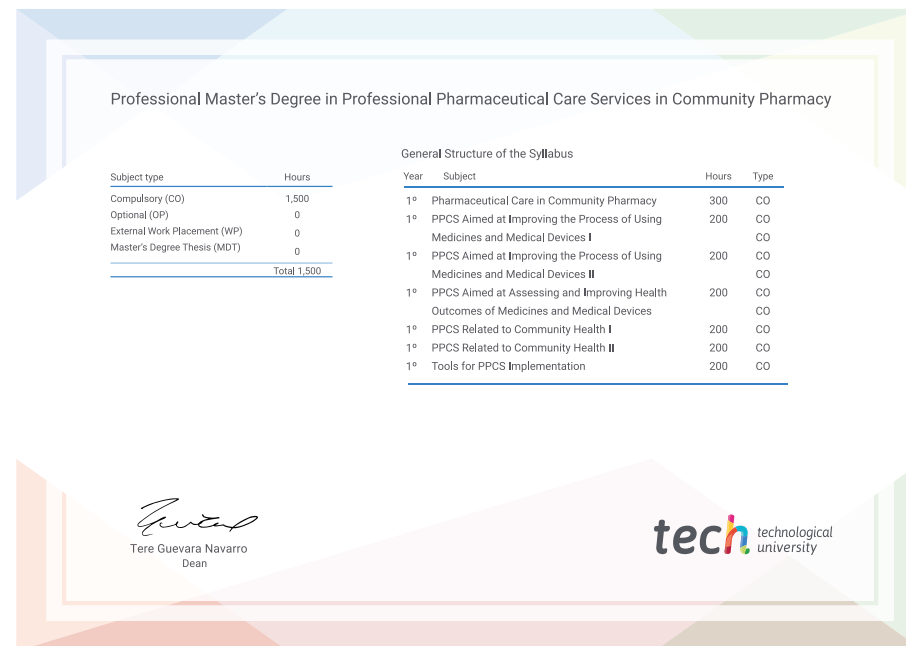 Professional Master's Degree in Professional Pharmaceutical Care Services in Community Pharmacy
Subject type Hours
Compulsory (CO) 1,500
Optional (OP) 0
External Work Placement (WP) 0
Master's Degree Thesis (MDT) 0
Total 1,500
General Structure of the Syllabus
Year Subject Hours Type
1º Pharmaceutical Care in Community Pharmacy 300 CO
1º PPCS Aimed at Improving the Process of Using 200 CO
Medicines and Medical Devices I CO
1º PPCS Aimed at Improving the Process of Using 200 CO
Medicines and Medical Devices II CO
1º PPCS Aimed at Assessing and Improving Health 200 CO
Outcomes of Medicines and Medical Devices CO
1º PPCS Related to Community Health I 200 CO
1º PPCS Related to Community Health II 200 CO
1º Tools for PPCS Implementation 200 CO
Tere Guevara Navarro
Dean
tech technological
university